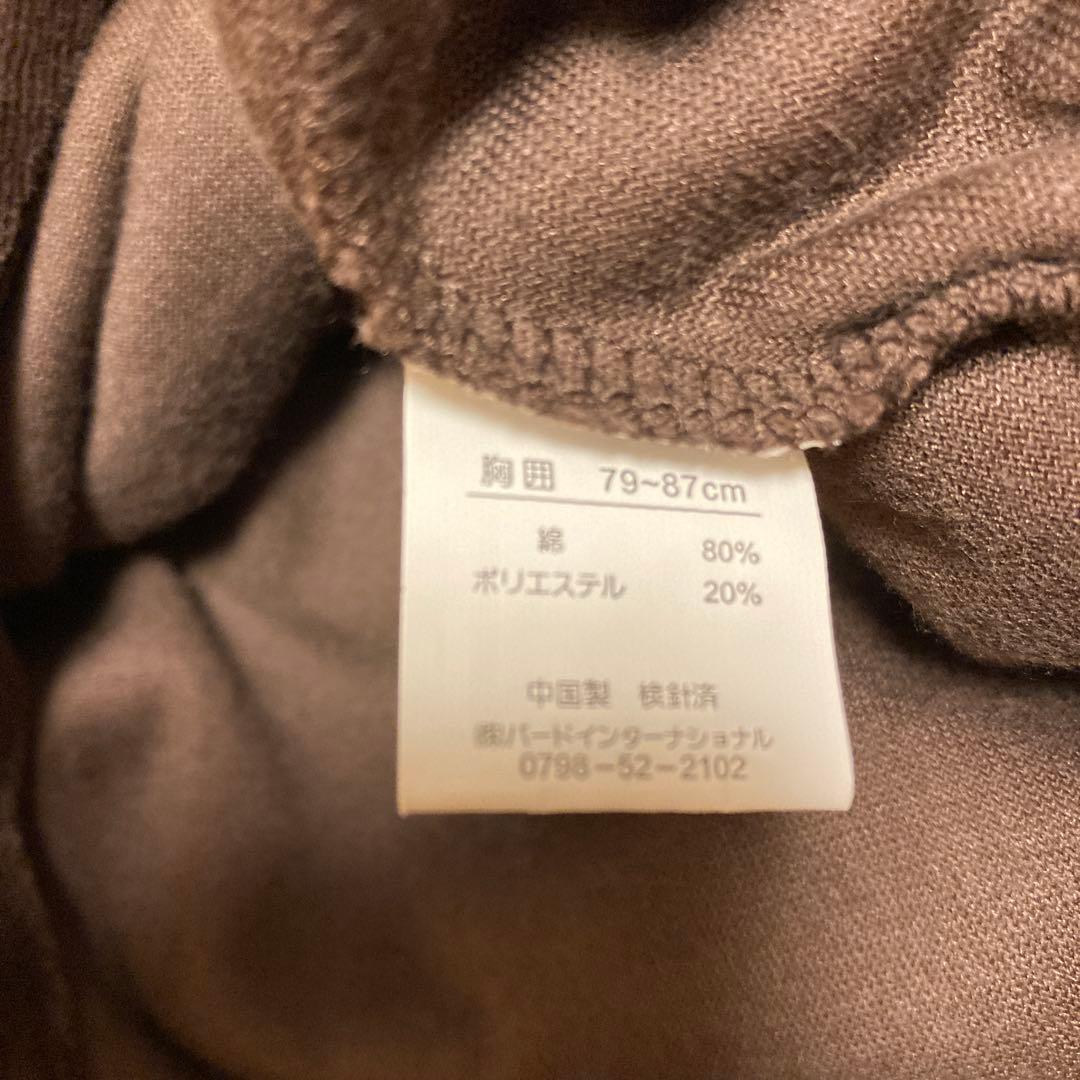 胸囲 79~87cm
綿 80%
ポリエステル 20%
中国製 検針済
㈱バードインターナショナル
0798-52-2102